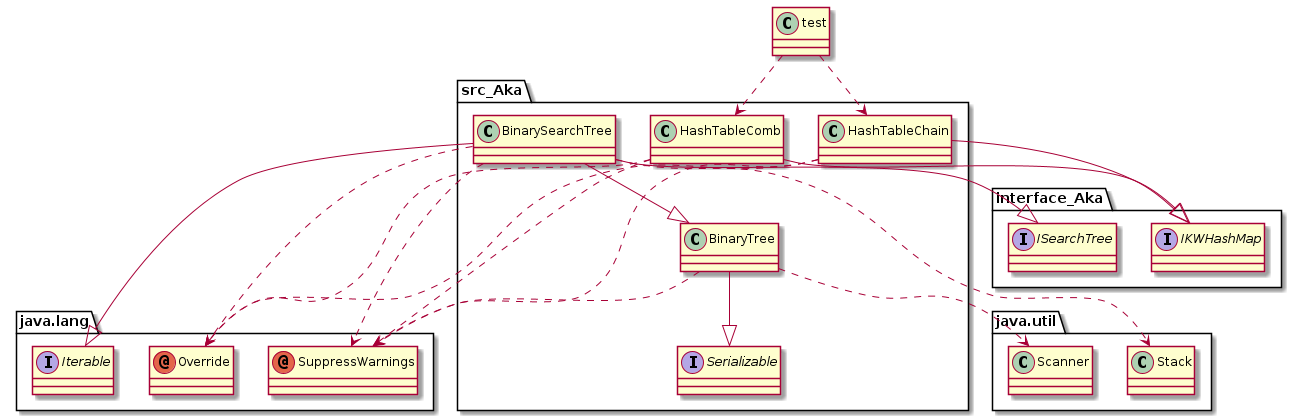 C test
src_Aka
C BinarySearchTree
C HashTableComb
C HashTableChain
interface_Aka
C BinaryTree
I ISearchTree
I IKWHashMap
java.lang
java.util
I Iterable
@ Override
@ SuppressWarnings
I Serializable
C Scanner
C Stack